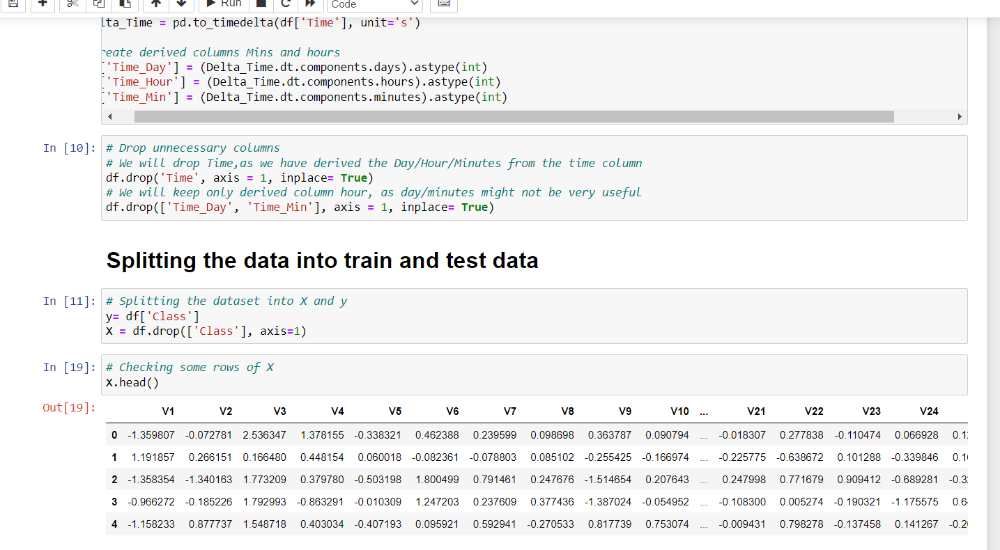 Run
Code
lta_Time = pd.to_timedelta(df['Time'], unit='s')
reate derived columns Mins and hours
['Time_Day'] = (Delta_Time.dt.components.days).astype(int)
['Time_Hour'] = (Delta_Time.dt.components.hours).astype(int)
['Time_Min'] = (Delta_Time.dt.components.minutes).astype(int)
In [10]:
# Drop unnecessary columns
# We will drop Time,as we have derived the Day/Hour/Minutes from the time column
df.drop('Time', axis = 1, inplace= True)
# We will keep only derived column hour, as day/minutes might not be very useful
df.drop(['Time_Day', 'Time_Min'], axis = 1, inplace= True)
Splitting the data into train and test data
In [11]:
# Splitting the dataset into X and y
y= df['Class']
X = df.drop(['Class'], axis=1)
In [19]:
# Checking some rows of X
X.head()
Out[19]:
V1 V2 V3 V4 V5 V6 V7 V8 V9 V10 ... V21 V22 V23 V24
0 -1.359807 -0.072781 2.536347 1.378155 -0.338321 0.462388 0.239599 0.098698 0.363787 0.090794 ... -0.018307 0.277838 -0.110474 0.066928 0.1
1 1.191857 0.266151 0.166480 0.448154 0.060018 -0.082361 -0.078803 0.085102 -0.255425 -0.166974 ... -0.225775 -0.638672 0.101288 -0.339846 0.1
2 -1.358354 -1.340163 1.773209 0.379780 -0.503198 1.800499 0.791461 0.247676 -1.514654 0.207643 ... 0.247998 0.771679 0.909412 -0.689281 -0.3
3 -0.966272 -0.185226 1.792993 -0.863291 -0.010309 1.247203 0.237609 0.377436 -1.387024 -0.054952 ... -0.108300 0.005274 -0.190321 -1.175575 0.6
4 -1.158233 0.877737 1.548718 0.403034 -0.407193 0.095921 0.592941 -0.270533 0.817739 0.753074 ... -0.009431 0.798278 -0.137458 0.141267 -0.2